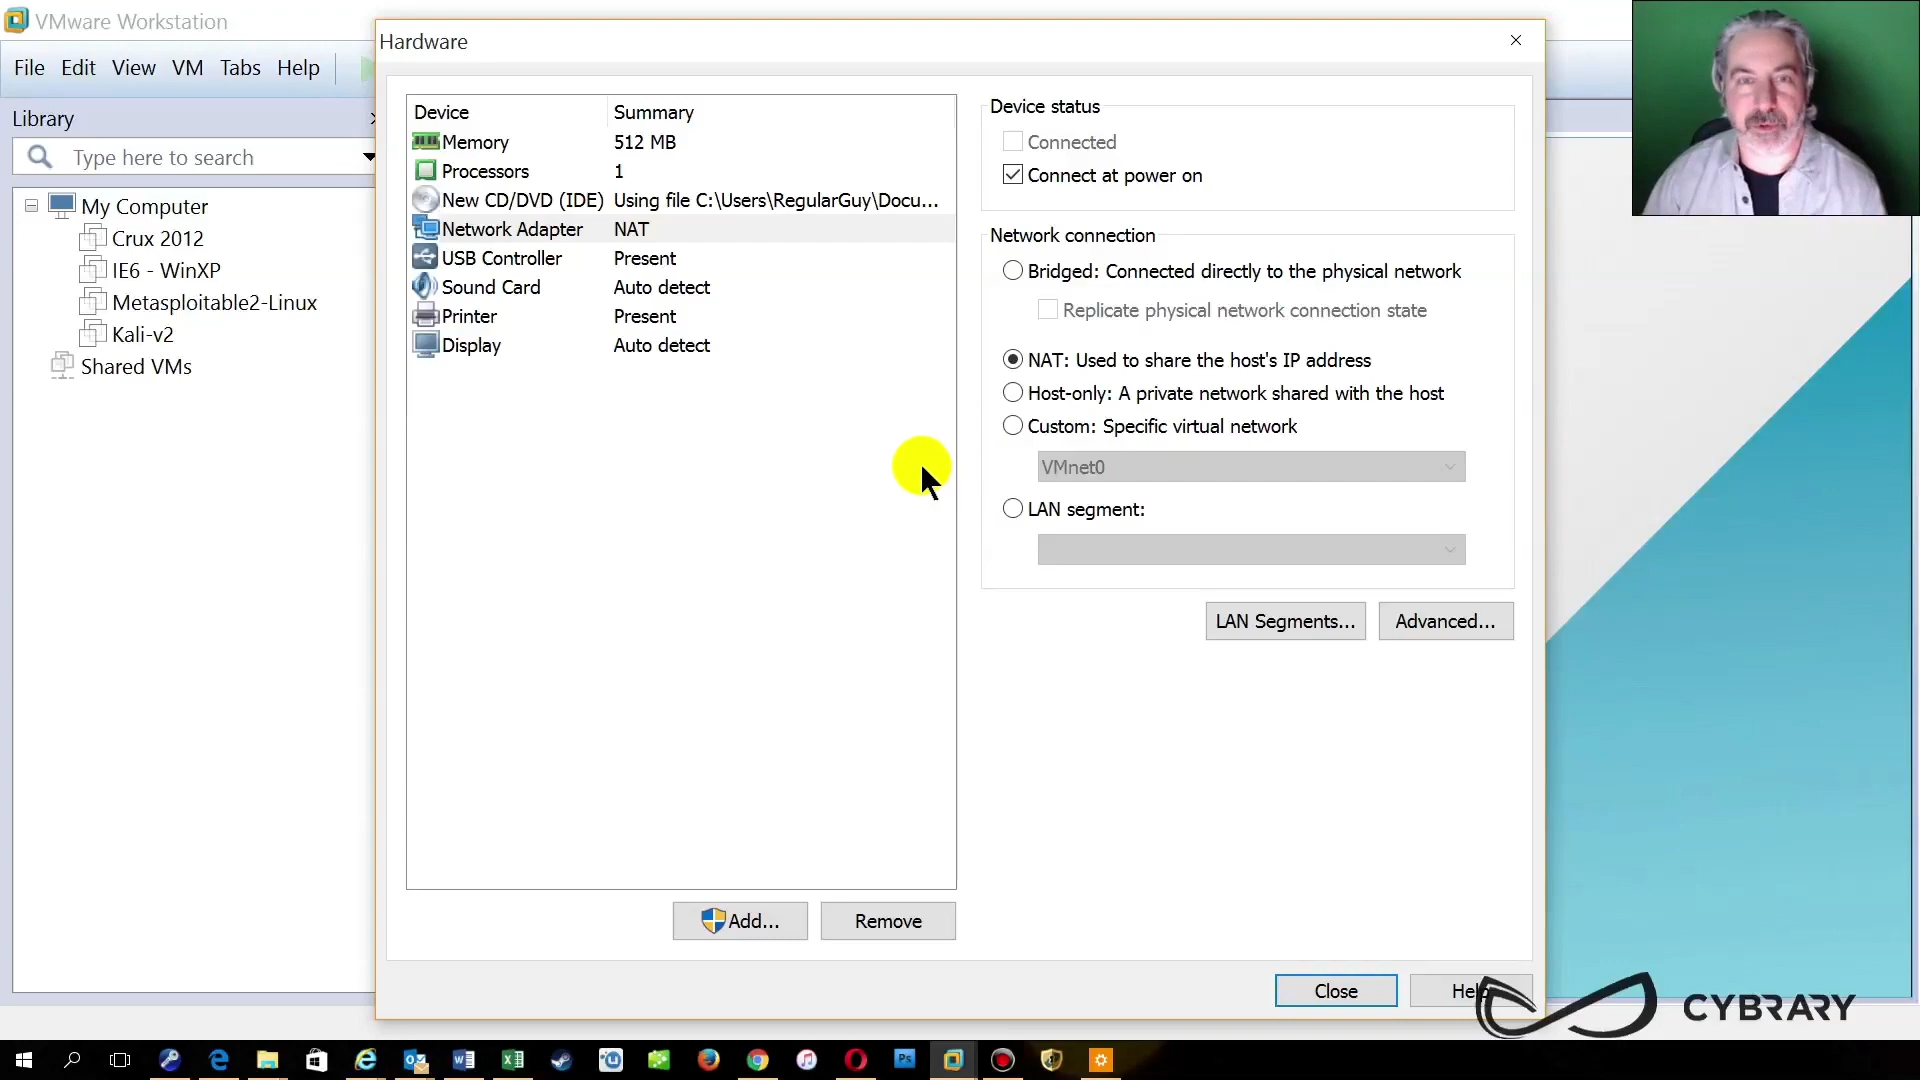 VMware Workstation
File Edit View VM Tabs Help
Library
Type here to search
My Computer
Crux 2012
IE6 - WinXP
Metasploitable2-Linux
Kali-v2
Shared VMs
Hardware
Device Summary
Memory 512 MB
Processors 1
New CD/DVD (IDE) Using file C:\Users\RegularGuy\Docu...
Network Adapter NAT
USB Controller Present
Sound Card Auto detect
Printer Present
Display Auto detect
Add... Remove
Device status
Connected
Connect at power on
Network connection
Bridged: Connected directly to the physical network
Replicate physical network connection state
NAT: Used to share the host's IP address
Host-only: A private network shared with the host
Custom: Specific virtual network
VMnet0
LAN segment:
LAN Segments... Advanced...
Close Help
CYBRARY
Ps